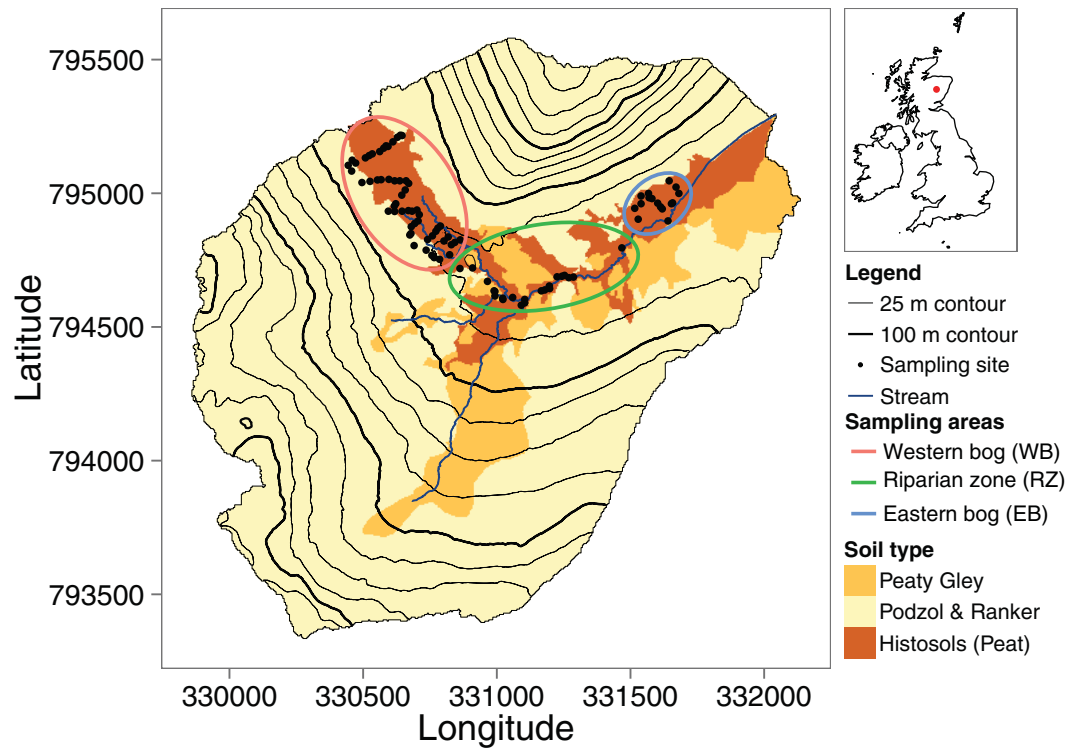 795500
795000
794500
794000
793500
Latitude
330000
330500
331000
331500
332000
Longitude
Legend
25 m contour
100 m contour
Sampling site
Stream
Sampling areas
Western bog (WB)
Riparian zone (RZ)
Eastern bog (EB)
Soil type
Peaty Gley
Podzol & Ranker
Histosols (Peat)